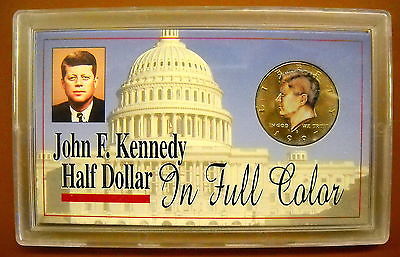 LIBERTY
IN GOD WE TRUST
John F. Kennedy
Half Dollar
In Full Color